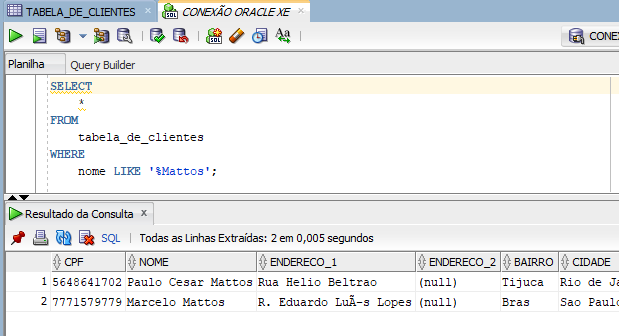 TABELA_DE_CLIENTES x CONEXÃO ORACLE XE x
SQL Aa CONEX
Planilha Query Builder
SELECT
*
FROM
tabela_de_clientes
WHERE
nome LIKE '%Mattos';
Resultado da Consulta x
SQL | Todas as Linhas Extraídas: 2 em 0,005 segundos
CPF NOME ENDERECO_1 ENDERECO_2 BAIRRO CIDADE
1 5648641702 Paulo Cesar Mattos Rua Helio Beltrao (null) Tijuca Rio de Ja
2 7771579779 Marcelo Mattos R. Eduardo LuÃ-s Lopes (null) Bras Sao Paulo